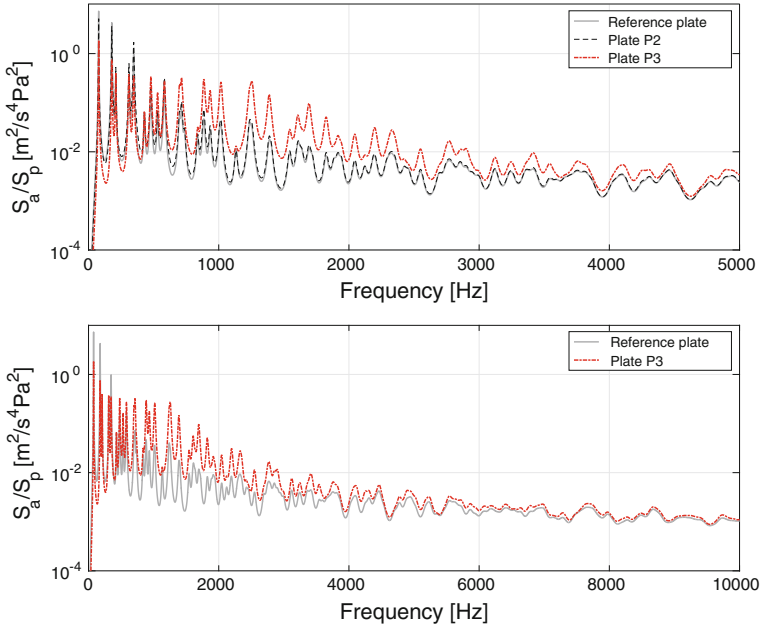 Reference plate
Plate P2
Plate P3
10^0
10^-2
10^-4
S_a/S_p [m^2/s^4Pa^2]
0 1000 2000 3000 4000 5000
Frequency [Hz]
Reference plate
Plate P3
10^0
10^-2
10^-4
S_a/S_p [m^2/s^4Pa^2]
0 2000 4000 6000 8000 10000
Frequency [Hz]